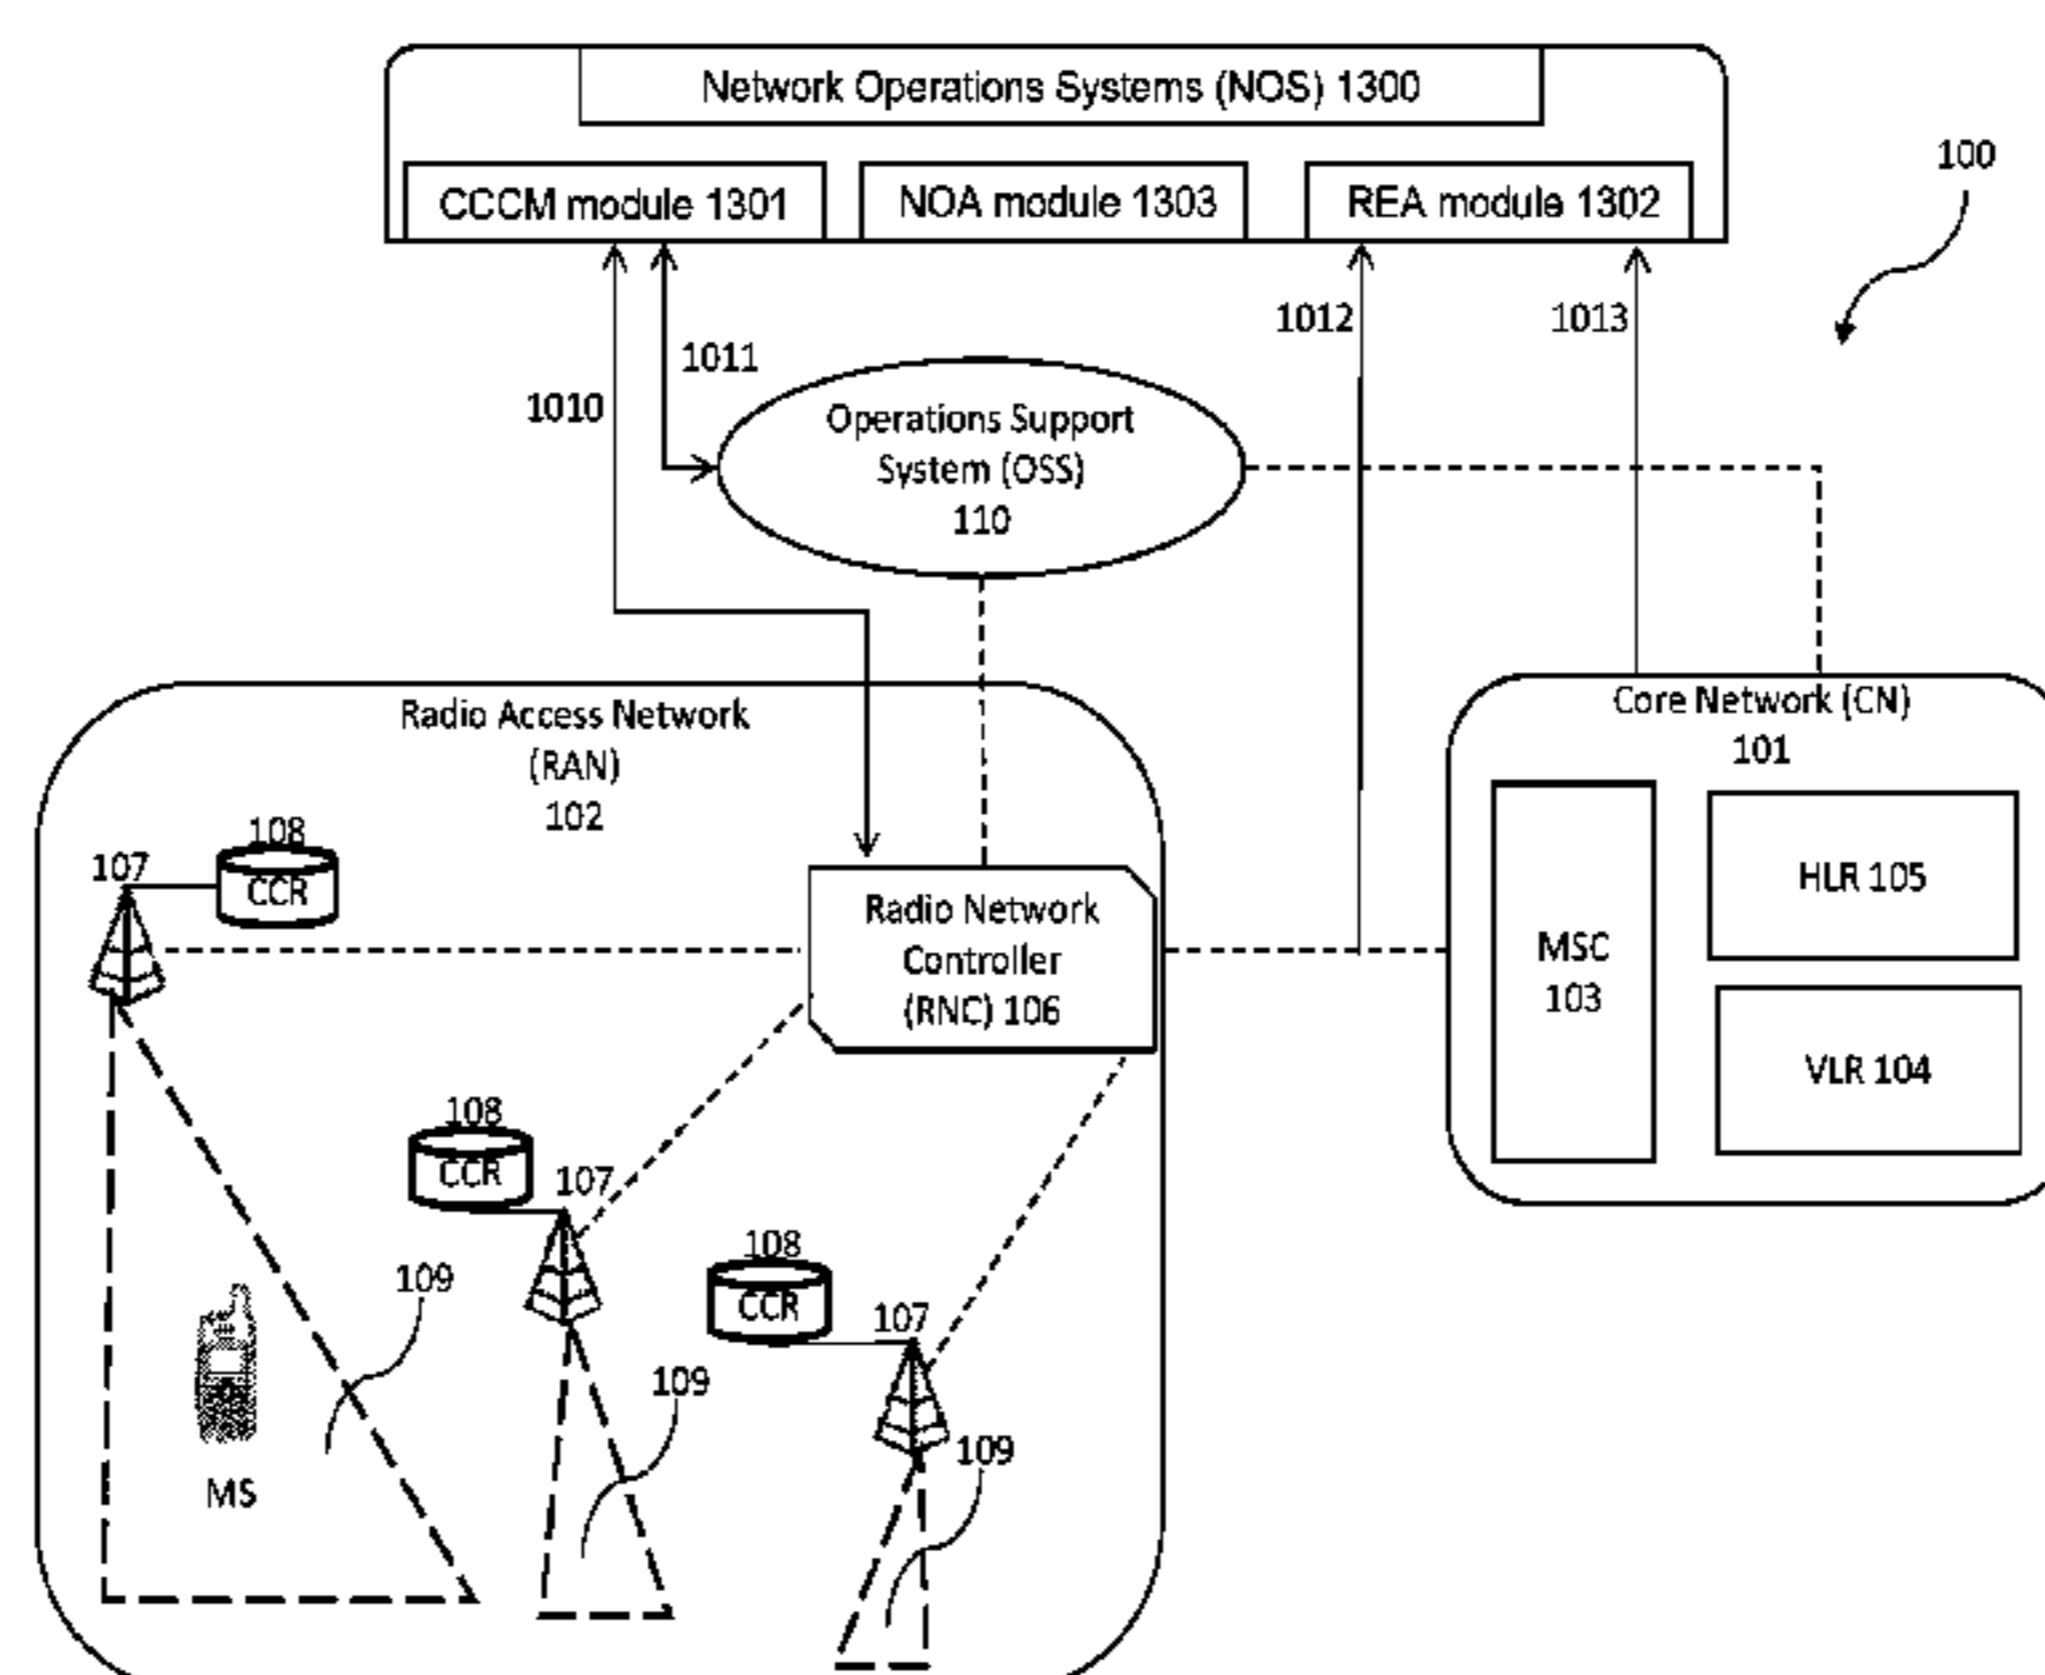 Network Operations Systems (NOS) 1300
CCCM module 1301
NOA module 1303
REA module 1302
100
1012
1013
1011
1010
Operations Support
System (OSS)
110
Radio Access Network
(RAN)
102
Core Network (CN)
101
108
CCR
107
Radio Network
Controller
(RNC) 106
MSC
103
HLR 105
VLR 104
108
CCR
107
108
CCR
107
109
109
109
MS